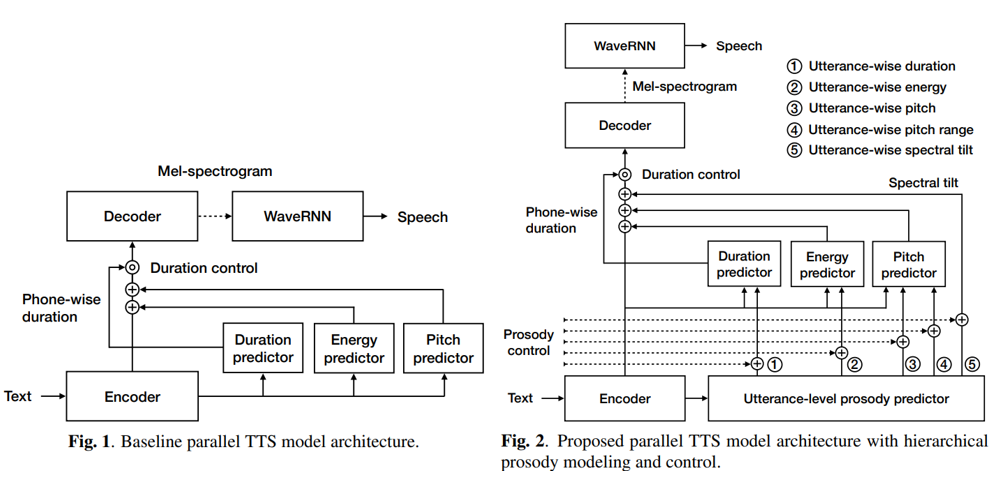 Mel-spectrogram
Decoder
WaveRNN
Speech
Duration control
Phone-wise
duration
Duration
predictor
Energy
predictor
Pitch
predictor
Text
Encoder
Fig. 1. Baseline parallel TTS model architecture.
WaveRNN
Speech
Mel-spectrogram
Decoder
① Utterance-wise duration
② Utterance-wise energy
③ Utterance-wise pitch
④ Utterance-wise pitch range
⑤ Utterance-wise spectral tilt
Duration control
Spectral tilt
Phone-wise
duration
Duration
predictor
Energy
predictor
Pitch
predictor
Prosody
control
①
②
③
④
⑤
Text
Encoder
Utterance-level prosody predictor
Fig. 2. Proposed parallel TTS model architecture with hierarchical
prosody modeling and control.